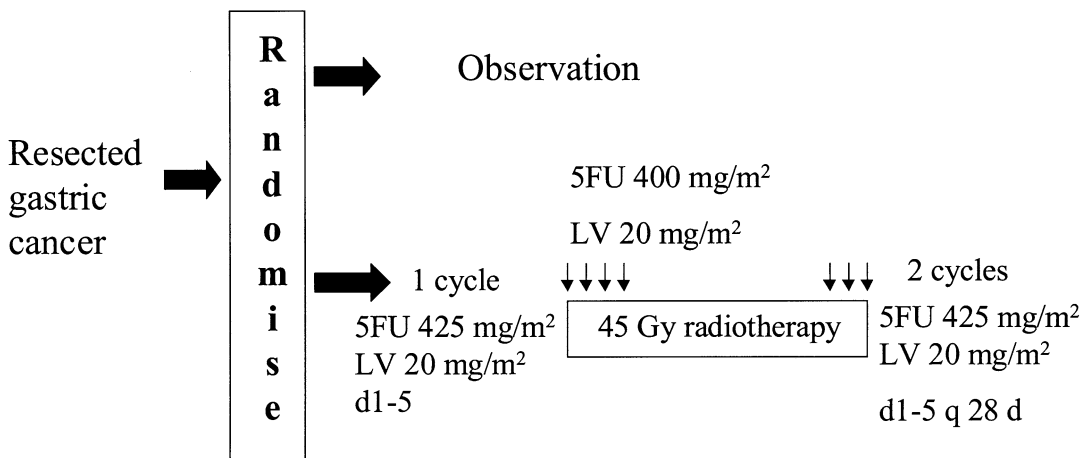 Resected
gastric
cancer
Randomise
Observation
1 cycle
5FU 425 mg/m²
LV 20 mg/m²
d1-5
5FU 400 mg/m²
LV 20 mg/m²
45 Gy radiotherapy
2 cycles
5FU 425 mg/m²
LV 20 mg/m²
d1-5 q 28 d